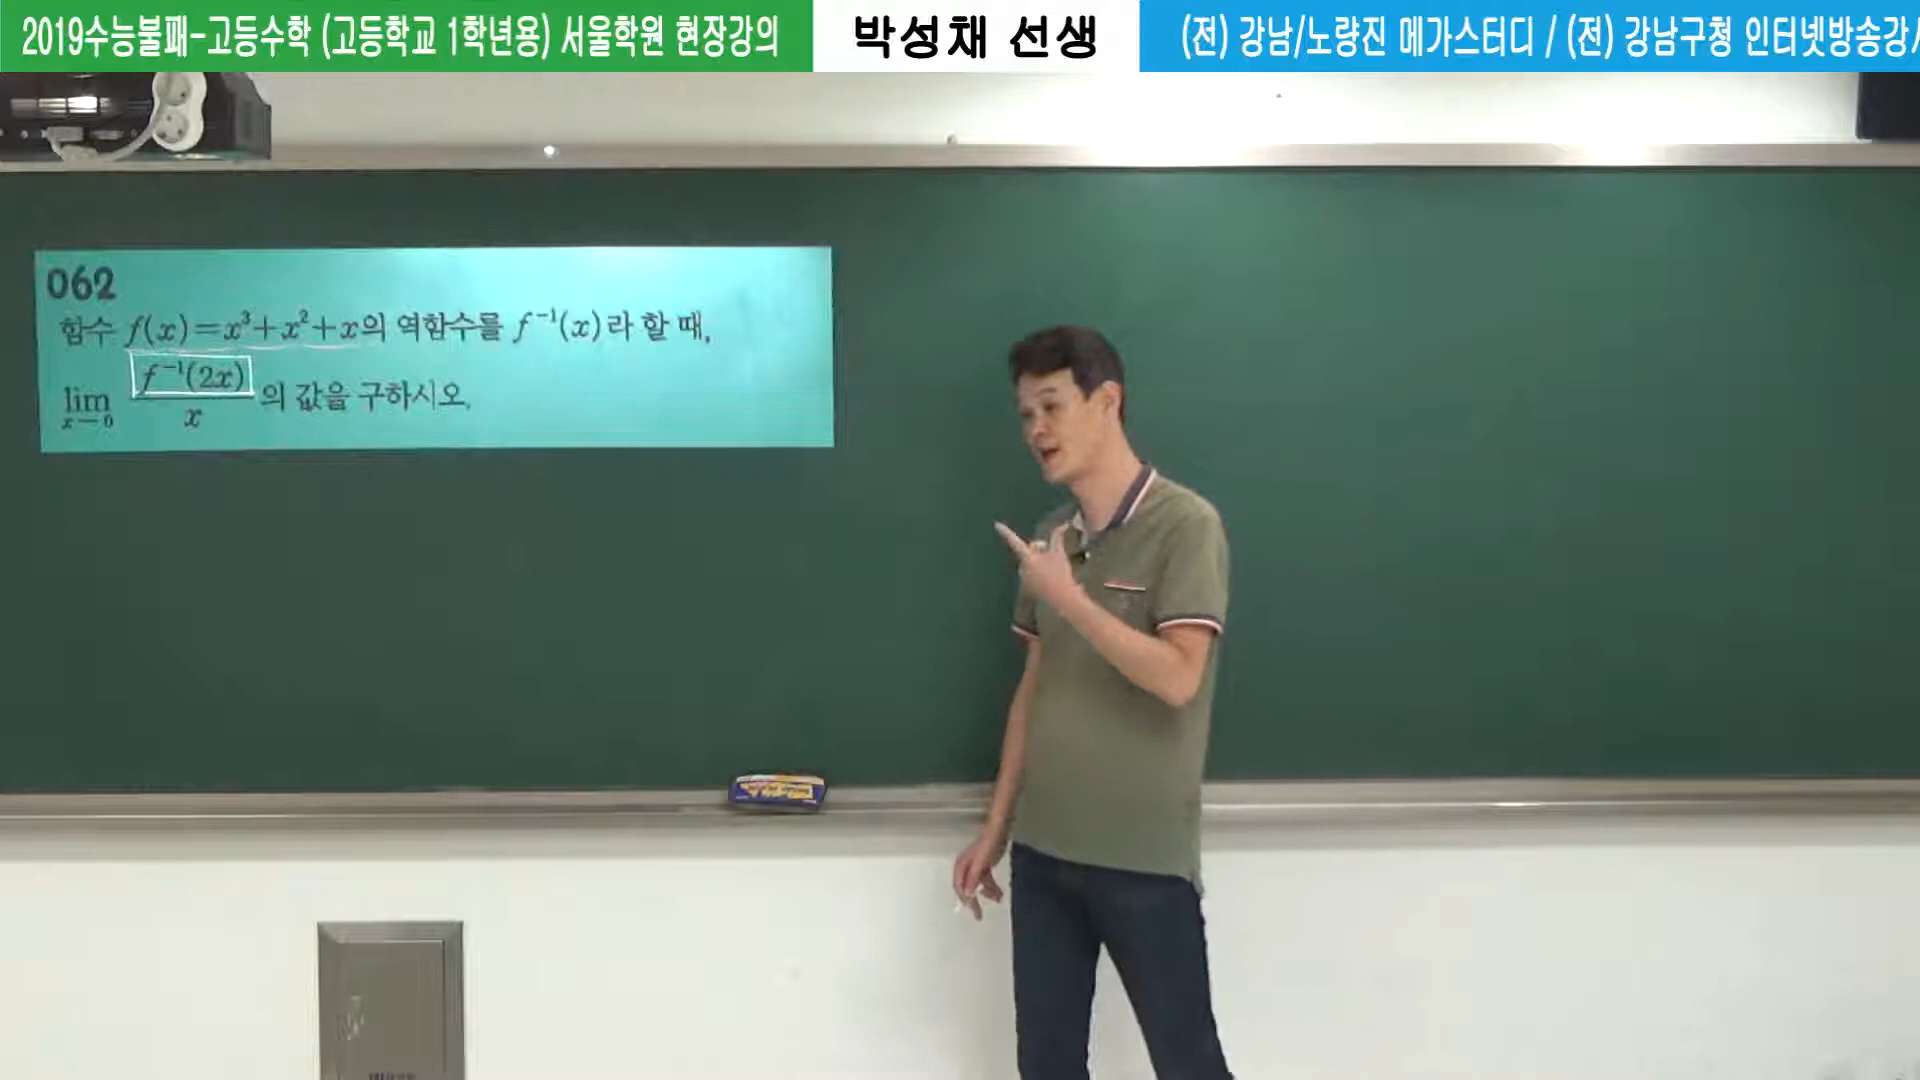 2019수능불패-고등수학 (고등학교 1학년용) 서울학원 현장강의
박성채 선생
(전) 강남/노량진 메가스터디 / (전) 강남구청 인터넷방송강사
062
함수 f(x)=x³+x²+x의 역함수를 f⁻¹(x)라 할 때,
lim x→0 f⁻¹(2x)/x 의 값을 구하시오.